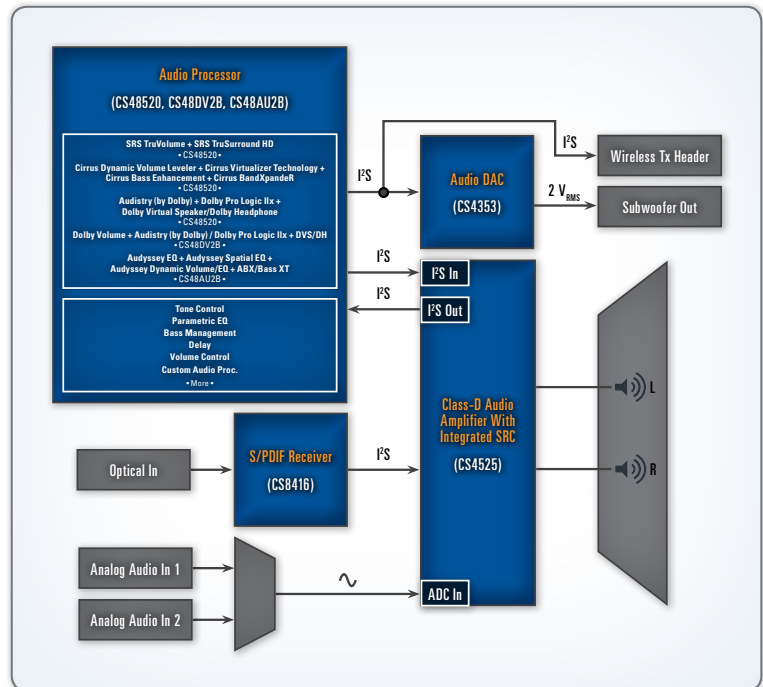 Audio Processor
(CS48520, CS48DV2B, CS48AU2B)
SRS TruVolume + SRS TruSurround HD
• CS48520 •
Cirrus Dynamic Volume Leveler + Cirrus Virtualizer Technology +
Cirrus Bass Enhancement + Cirrus BandXpandeR
• CS48520 •
Audistry (by Dolby) + Dolby Pro Logic IIx +
Dolby Virtual Speaker/Dolby Headphone
• CS48520 •
Dolby Volume + Audistry (by Dolby) / Dolby Pro Logic IIx + DVS/DH
• CS48DV2B •
Audyssey EQ + Audyssey Spatial EQ +
Audyssey Dynamic Volume/EQ + ABX/Bass XT
• CS48AU2B •
Tone Control
Parametric EQ
Bass Management
Delay
Volume Control
Custom Audio Proc.
• More •
I²S
Audio DAC
(CS4353)
I²S
Wireless Tx Header
2 VRMS
Subwoofer Out
I²S
I²S In
I²S
I²S Out
Class-D Audio
Amplifier With
Integrated SRC
(CS4525)
L
R
Optical In
S/PDIF Receiver
(CS8416)
I²S
Analog Audio In 1
Analog Audio In 2
ADC In